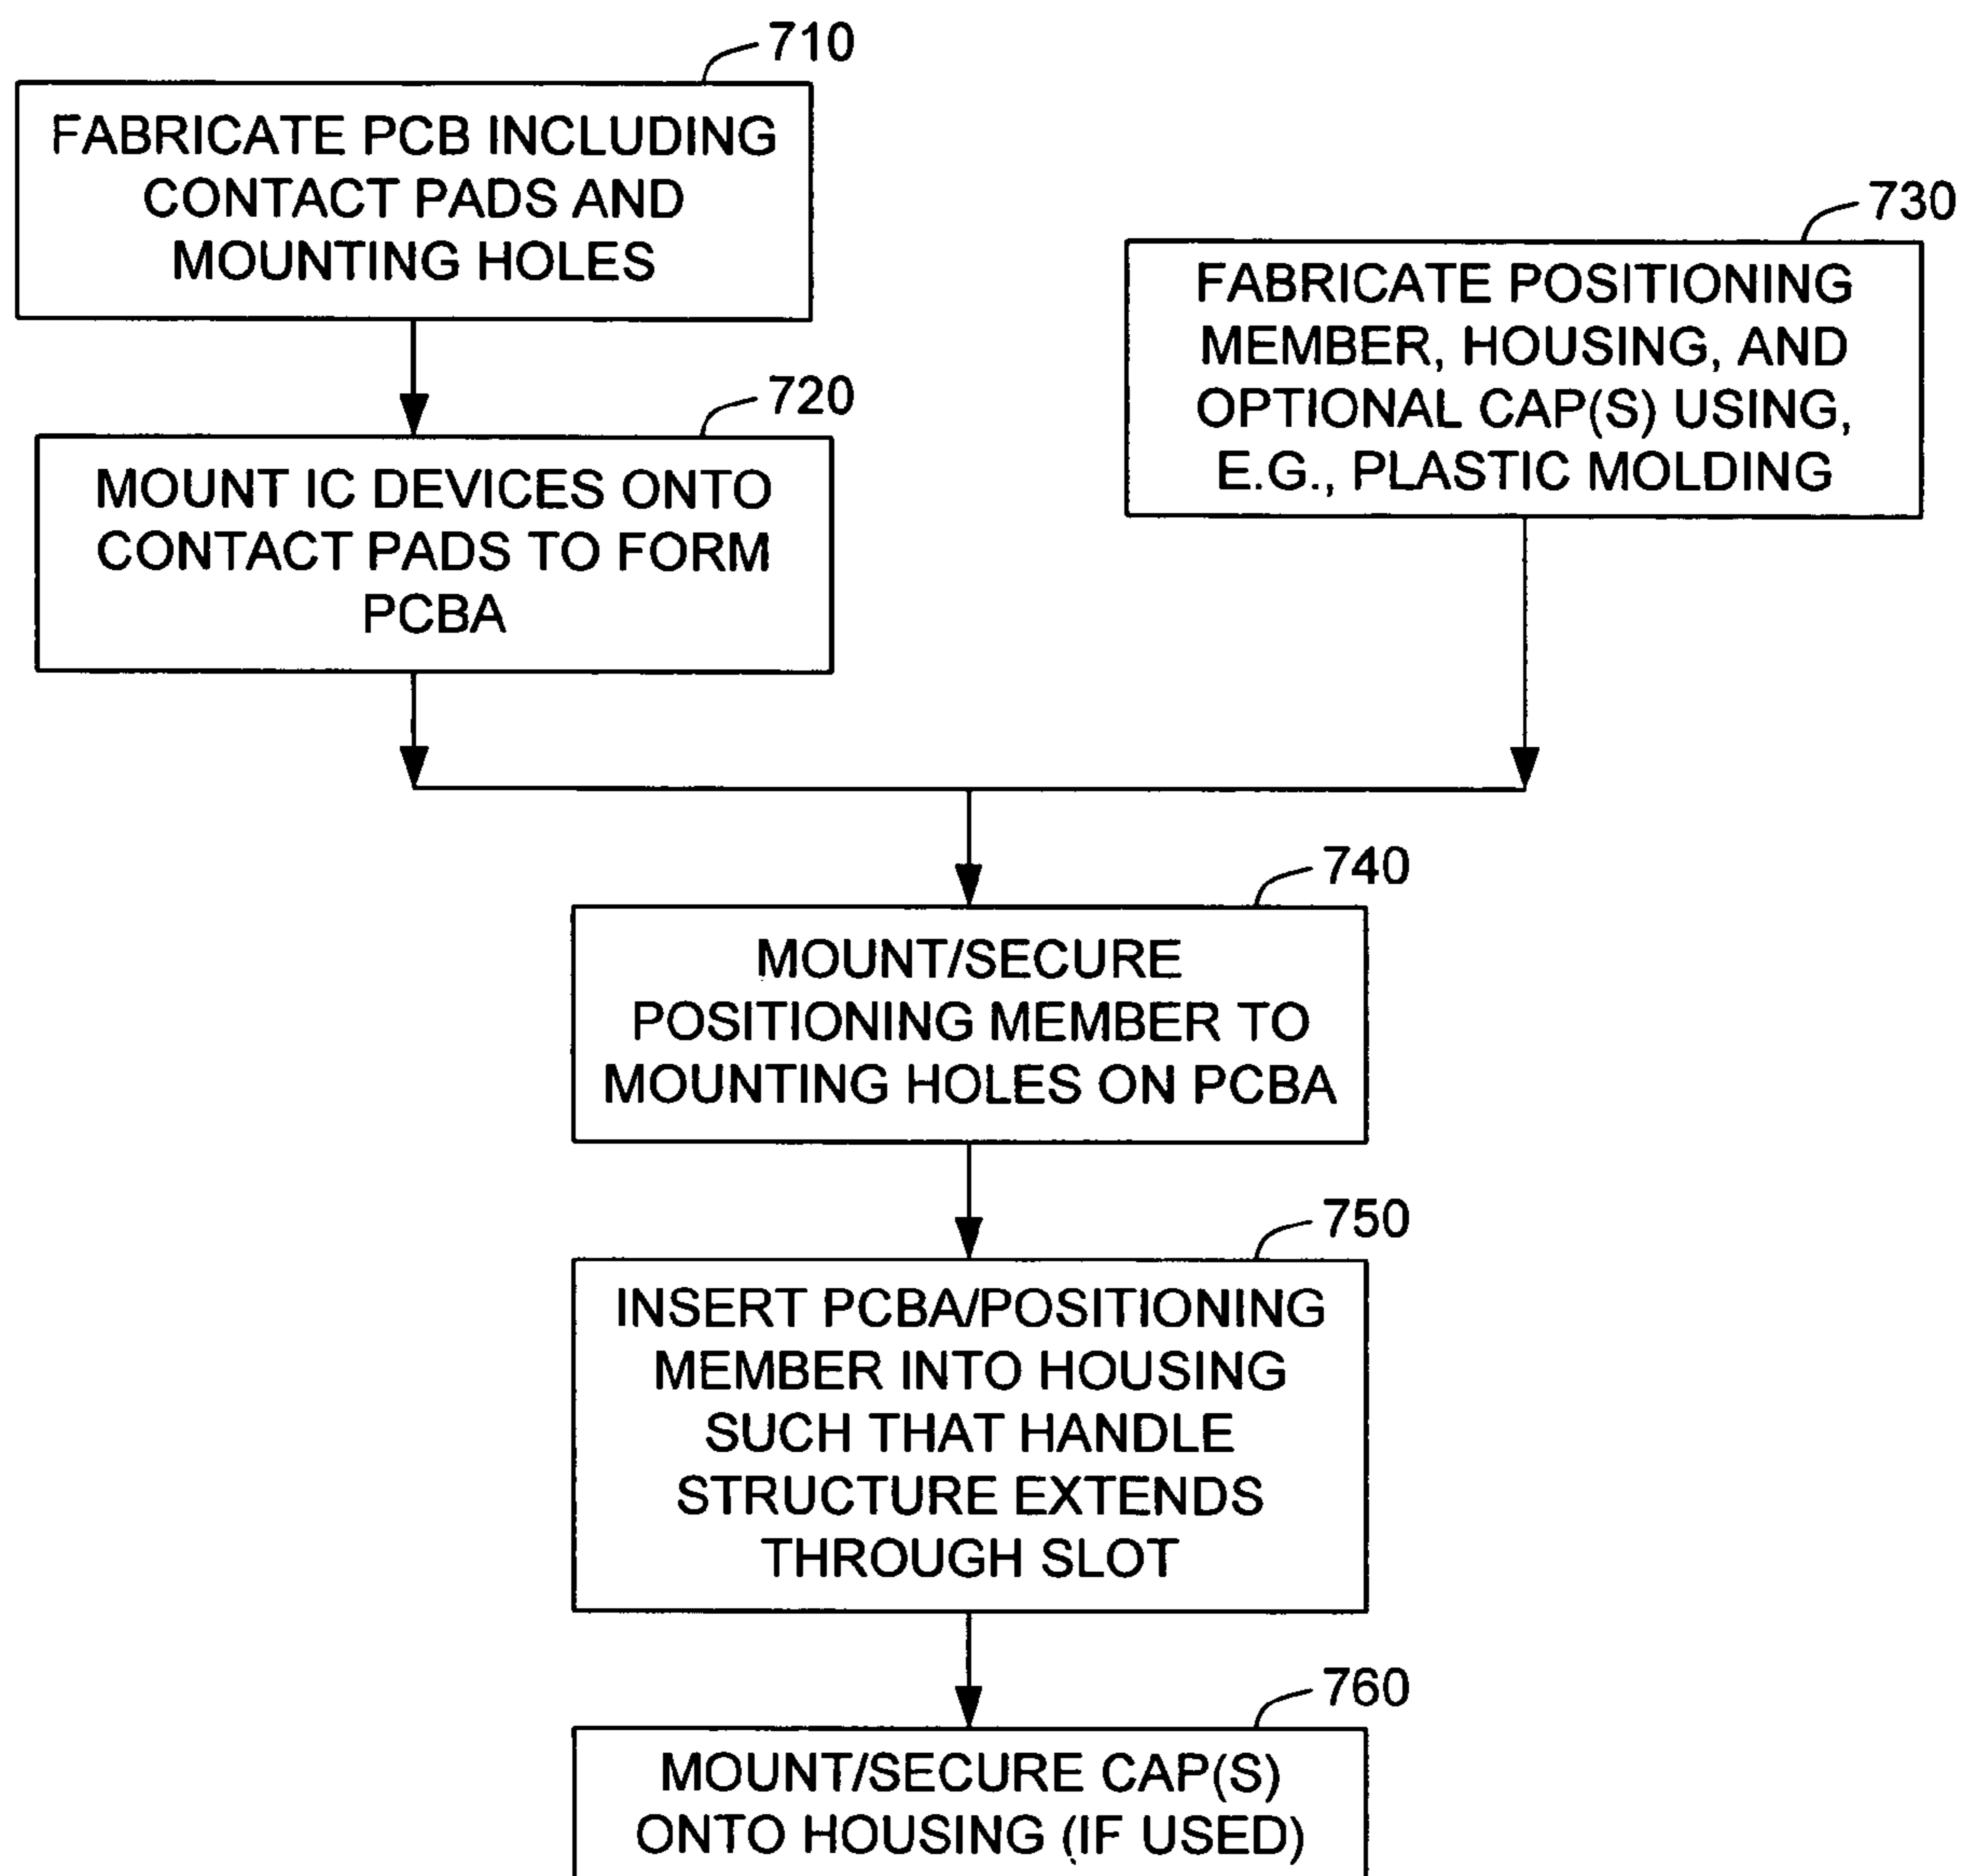 710
FABRICATE PCB INCLUDING
CONTACT PADS AND
MOUNTING HOLES
720
MOUNT IC DEVICES ONTO
CONTACT PADS TO FORM
PCBA
730
FABRICATE POSITIONING
MEMBER, HOUSING, AND
OPTIONAL CAP(S) USING,
E.G., PLASTIC MOLDING
740
MOUNT/SECURE
POSITIONING MEMBER TO
MOUNTING HOLES ON PCBA
750
INSERT PCBA/POSITIONING
MEMBER INTO HOUSING
SUCH THAT HANDLE
STRUCTURE EXTENDS
THROUGH SLOT
760
MOUNT/SECURE CAP(S)
ONTO HOUSING (IF USED)